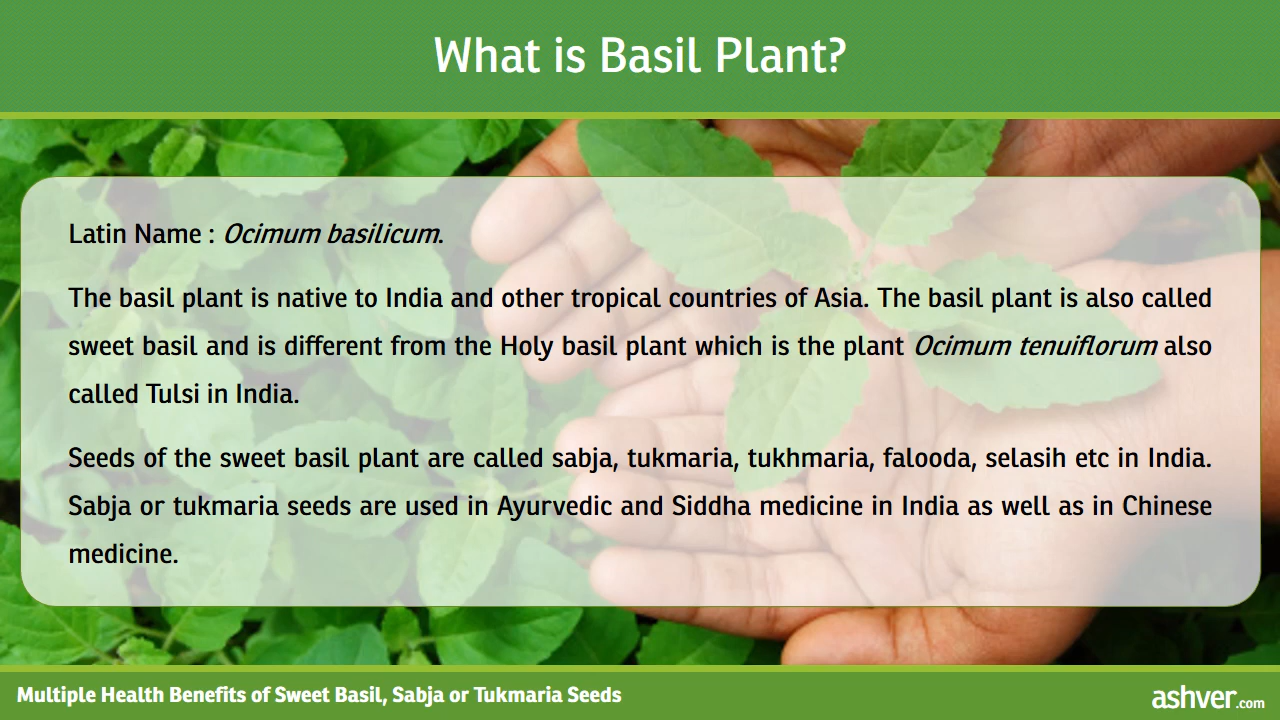 What is Basil Plant?
Latin Name : Ocimum basilicum.
The basil plant is native to India and other tropical countries of Asia. The basil plant is also called
sweet basil and is different from the Holy basil plant which is the plant Ocimum tenuiflorum also
called Tulsi in India.
Seeds of the sweet basil plant are called sabja, tukmaria, tukhmaria, falooda, selasih etc in India.
Sabja or tukmaria seeds are used in Ayurvedic and Siddha medicine in India as well as in Chinese
medicine.
Multiple Health Benefits of Sweet Basil, Sabja or Tukmaria Seeds
ashver.com